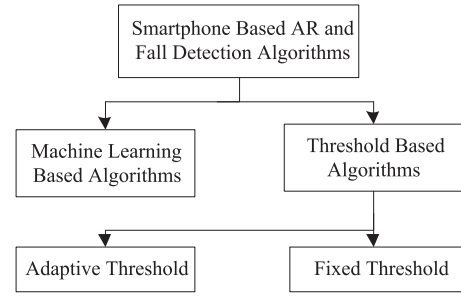 Smartphone Based AR and
Fall Detection Algorithms
Machine Learning
Based Algorithms
Threshold Based
Algorithms
Adaptive Threshold
Fixed Threshold